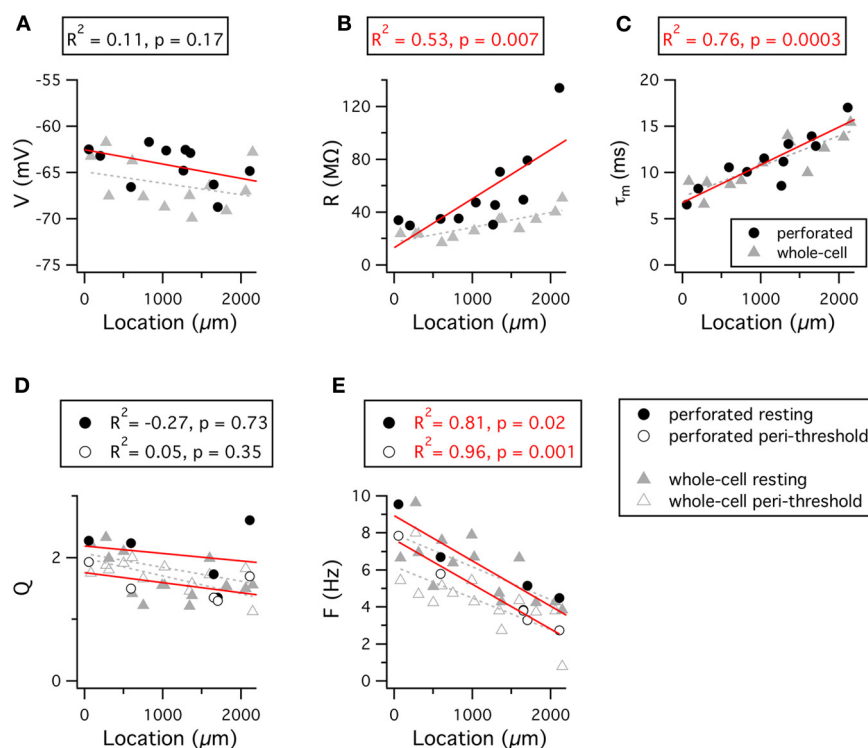 A
R² = 0.11, p = 0.17
V (mV)
-55
-60
-65
-70
-75
0
1000
2000
Location (µm)
B
R² = 0.53, p = 0.007
R (MΩ)
120
80
40
0
0
1000
2000
Location (µm)
C
R² = 0.76, p = 0.0003
τm (ms)
20
15
10
5
0
perforated
whole-cell
0
1000
2000
Location (µm)
D
R²= -0.27, p = 0.73
R²= 0.05, p = 0.35
Q
2
0
0
1000
2000
Location (µm)
E
R²= 0.81, p = 0.02
R²= 0.96, p = 0.001
F (Hz)
10
8
6
4
2
0
0
1000
2000
Location (µm)
perforated resting
perforated peri-threshold
whole-cell resting
whole-cell peri-threshold